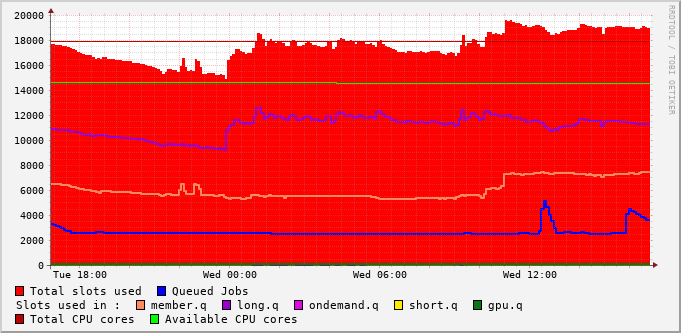 20000
18000
16000
14000
12000
10000
8000
6000
4000
2000
0
Tue 18:00 Wed 00:00 Wed 06:00 Wed 12:00
RRDTOOL / TOBI OETIKER
Total slots used Queued Jobs
Slots used in : member.q long.q ondemand.q short.q gpu.q
Total CPU cores Available CPU cores